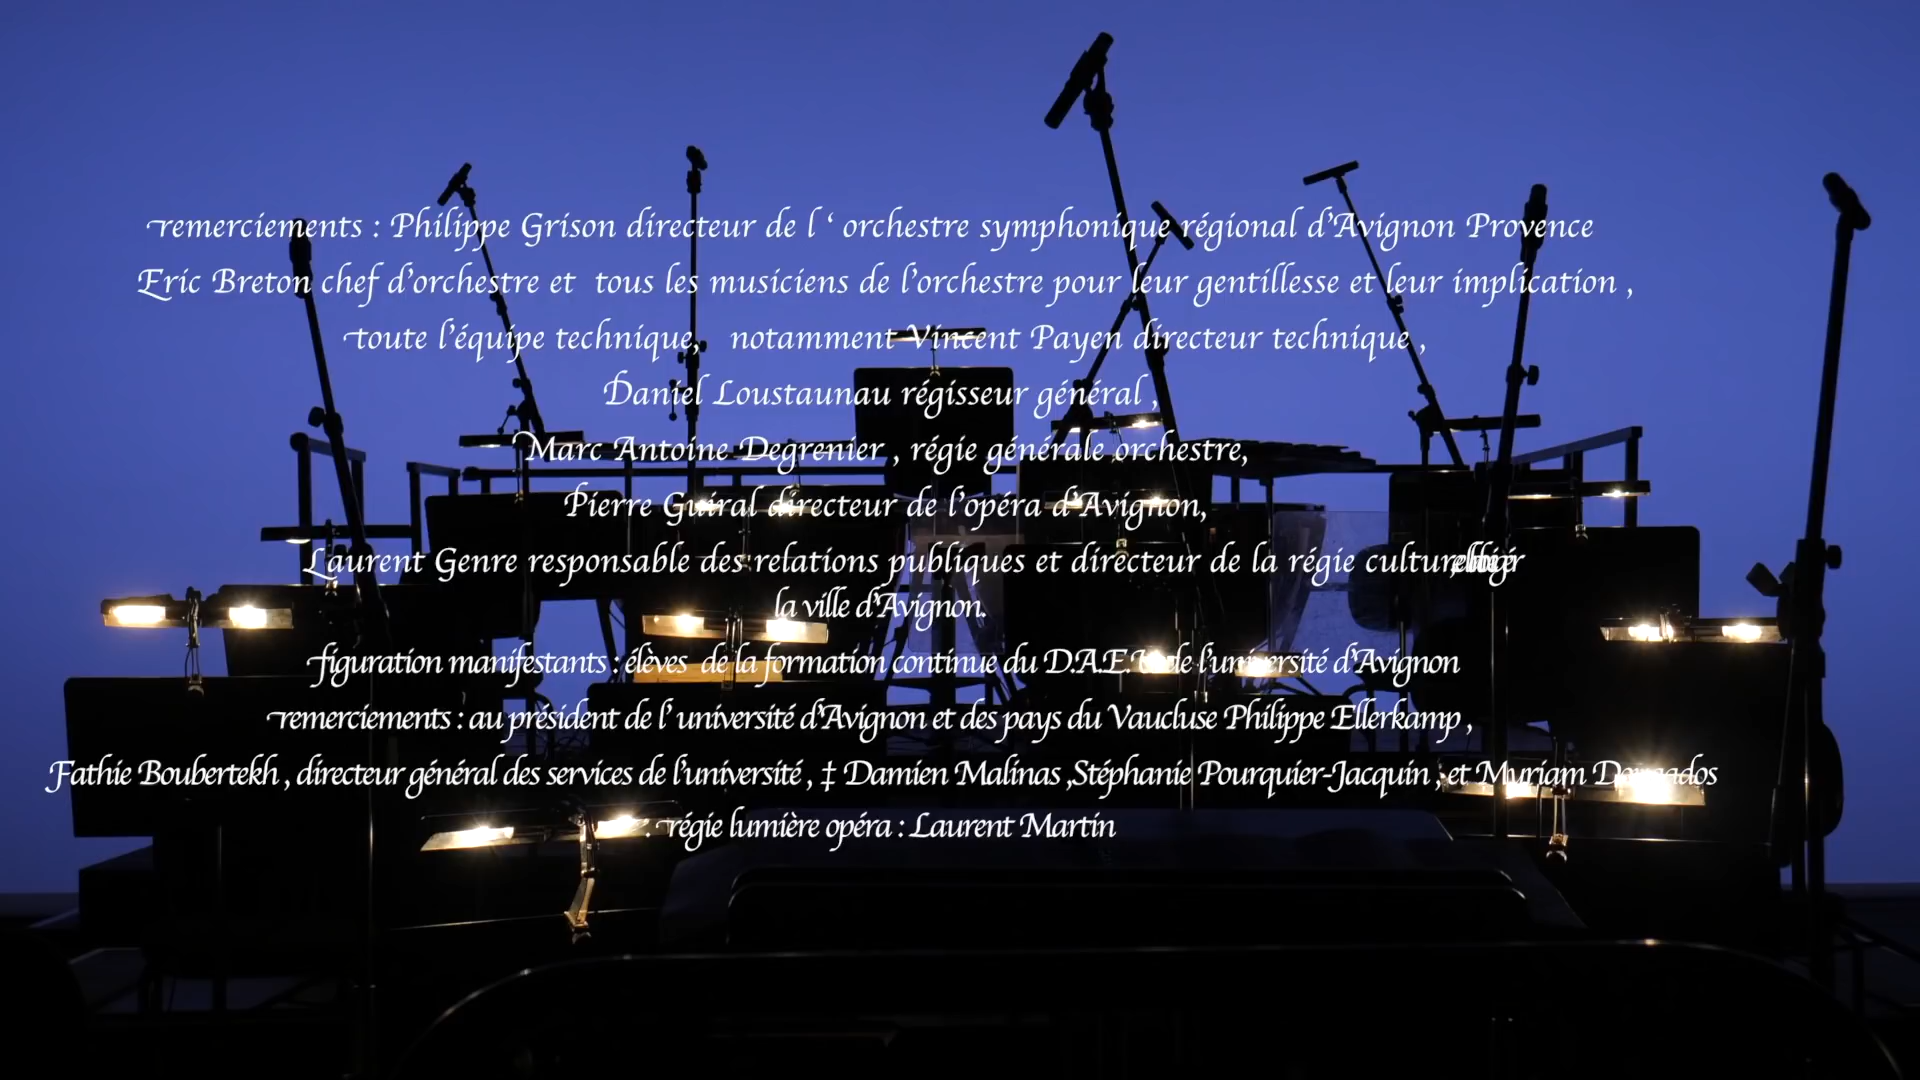 remerciements : Philippe Grison directeur de l ‘ orchestre symphonique régional d'Avignon Provence
Eric Breton chef d'orchestre et tous les musiciens de l'orchestre pour leur gentillesse et leur implication ,
toute l'équipe technique, notamment Vincent Payen directeur technique ,
Daniel Loustaunau régisseur général ,
Marc Antoine Degrenier , régie générale orchestre,
Pierre Guiral directeur de l'opéra d'Avignon,
Laurent Genre responsable des relations publiques et directeur de la régie
la ville d'Avignon.
figuration manifestants : élèves de la formation continue du de l'université d'Avignon
remerciements : au président de l' université d'Avignon et des pays du Vaucluse Philippe Ellerkamp ,
Fathie Boubertekh , directeur général des services de l'université , ‡ Damien Malinas ,Stéphanie Pourquier-Jacquin , et Myriam
régie lumière opéra : Laurent Martin